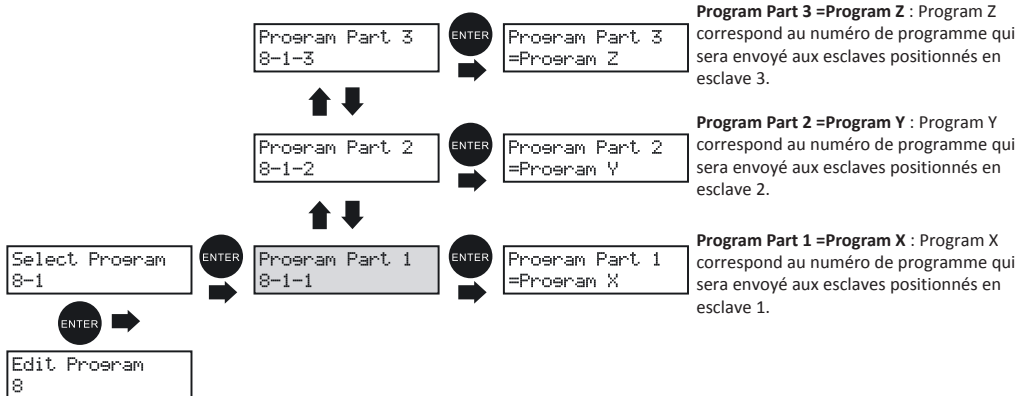 Program Part 3
8-1-3
ENTER
Program Part 3
=Program Z
Program Part 3 =Program Z : Program Z
correspond au numéro de programme qui
sera envoyé aux esclaves positionnés en
esclave 3.
Program Part 2
8-1-2
ENTER
Program Part 2
=Program Y
Program Part 2 =Program Y : Program Y
correspond au numéro de programme qui
sera envoyé aux esclaves positionnés en
esclave 2.
Select Program
8-1
ENTER
Program Part 1
8-1-1
ENTER
Program Part 1
=Program X
Program Part 1 =Program X : Program X
correspond au numéro de programme qui
sera envoyé aux esclaves positionnés en
esclave 1.
ENTER
Edit Program
8